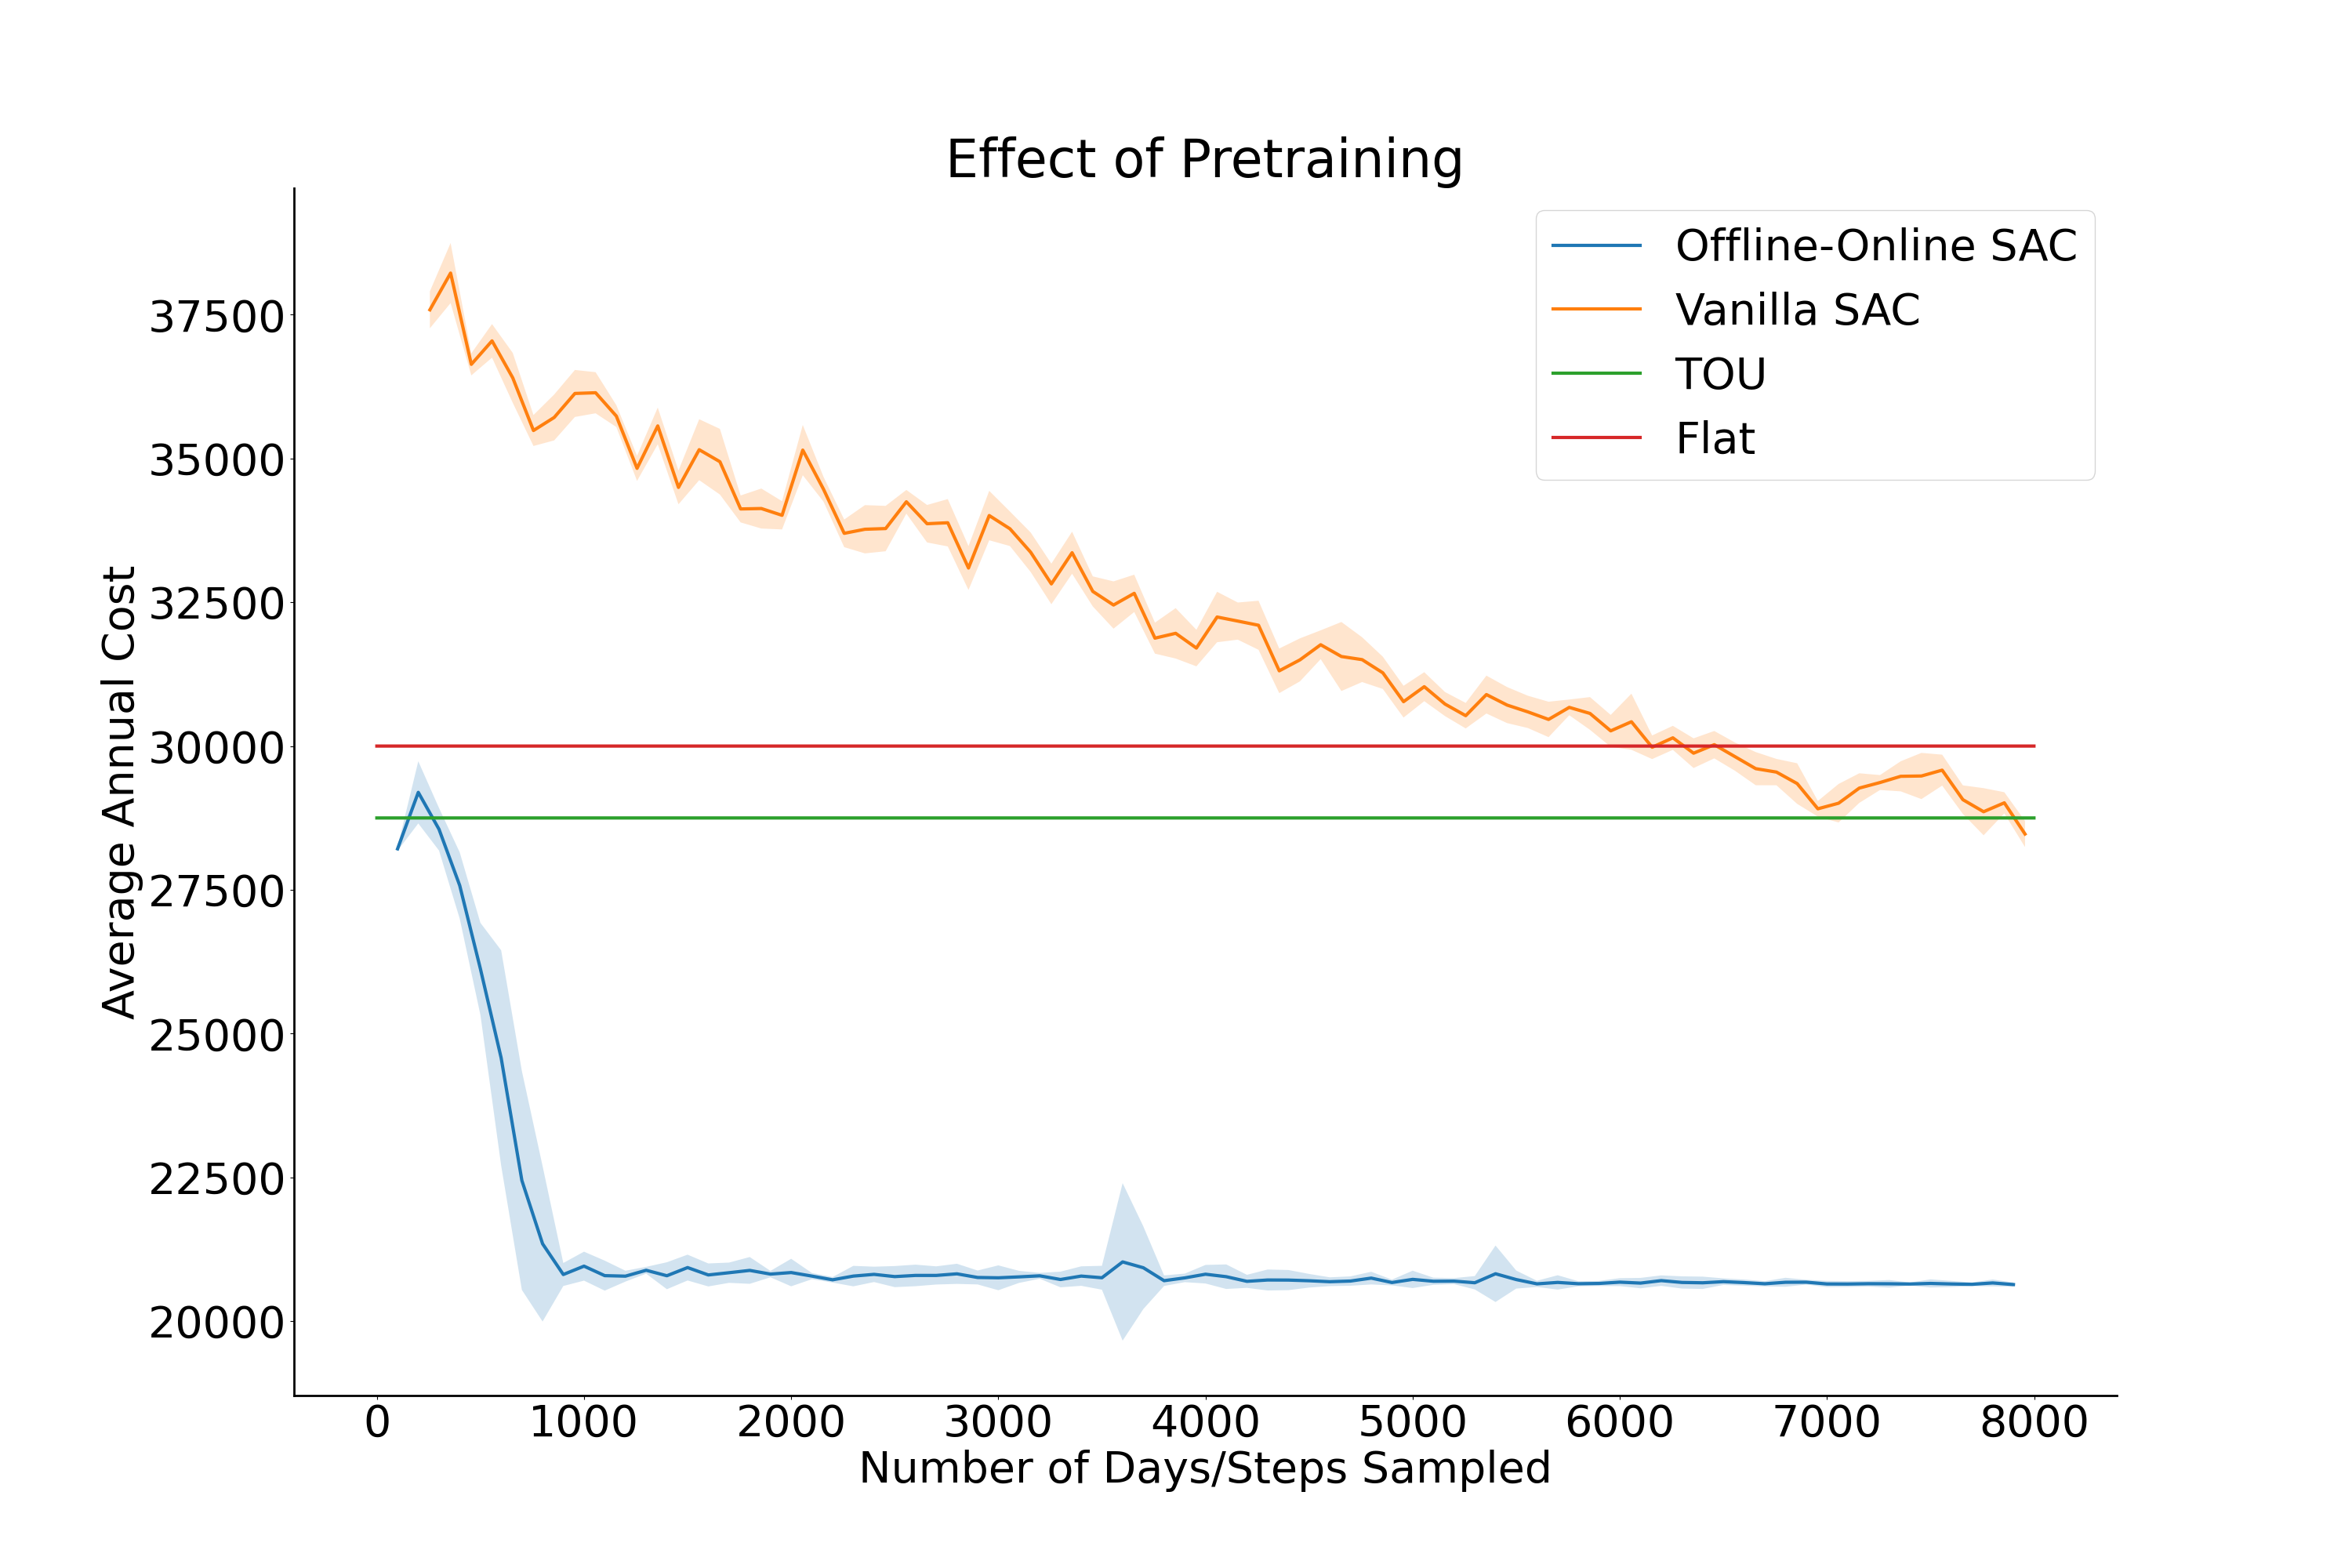 Effect of Pretraining
Offline-Online SAC
Vanilla SAC
TOU
Flat
Average Annual Cost
37500
35000
32500
30000
27500
25000
22500
20000
0 1000 2000 3000 4000 5000 6000 7000 8000
Number of Days/Steps Sampled